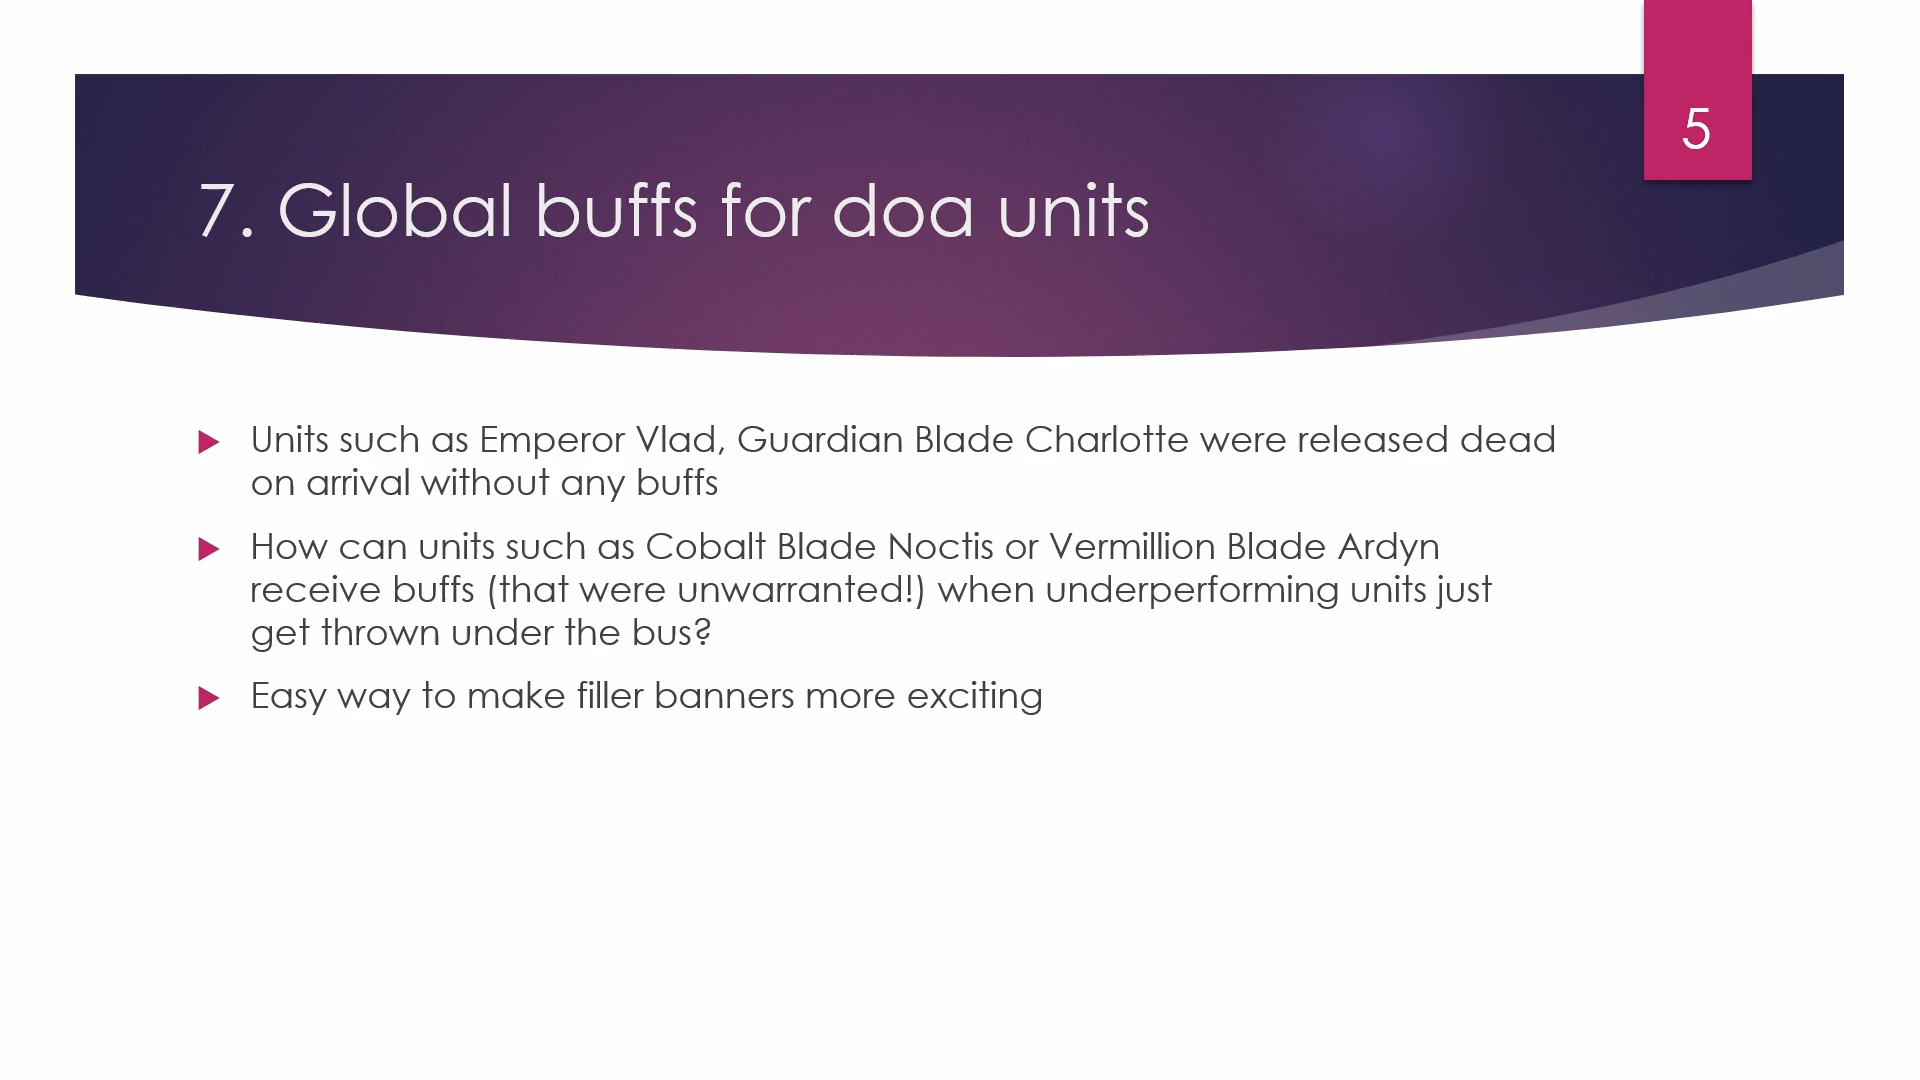 5
7. Global buffs for doa units
Units such as Emperor Vlad, Guardian Blade Charlotte were released dead
on arrival without any buffs
How can units such as Cobalt Blade Noctis or Vermillion Blade Ardyn
receive buffs (that were unwarranted!) when underperforming units just
get thrown under the bus?
Easy way to make filler banners more exciting